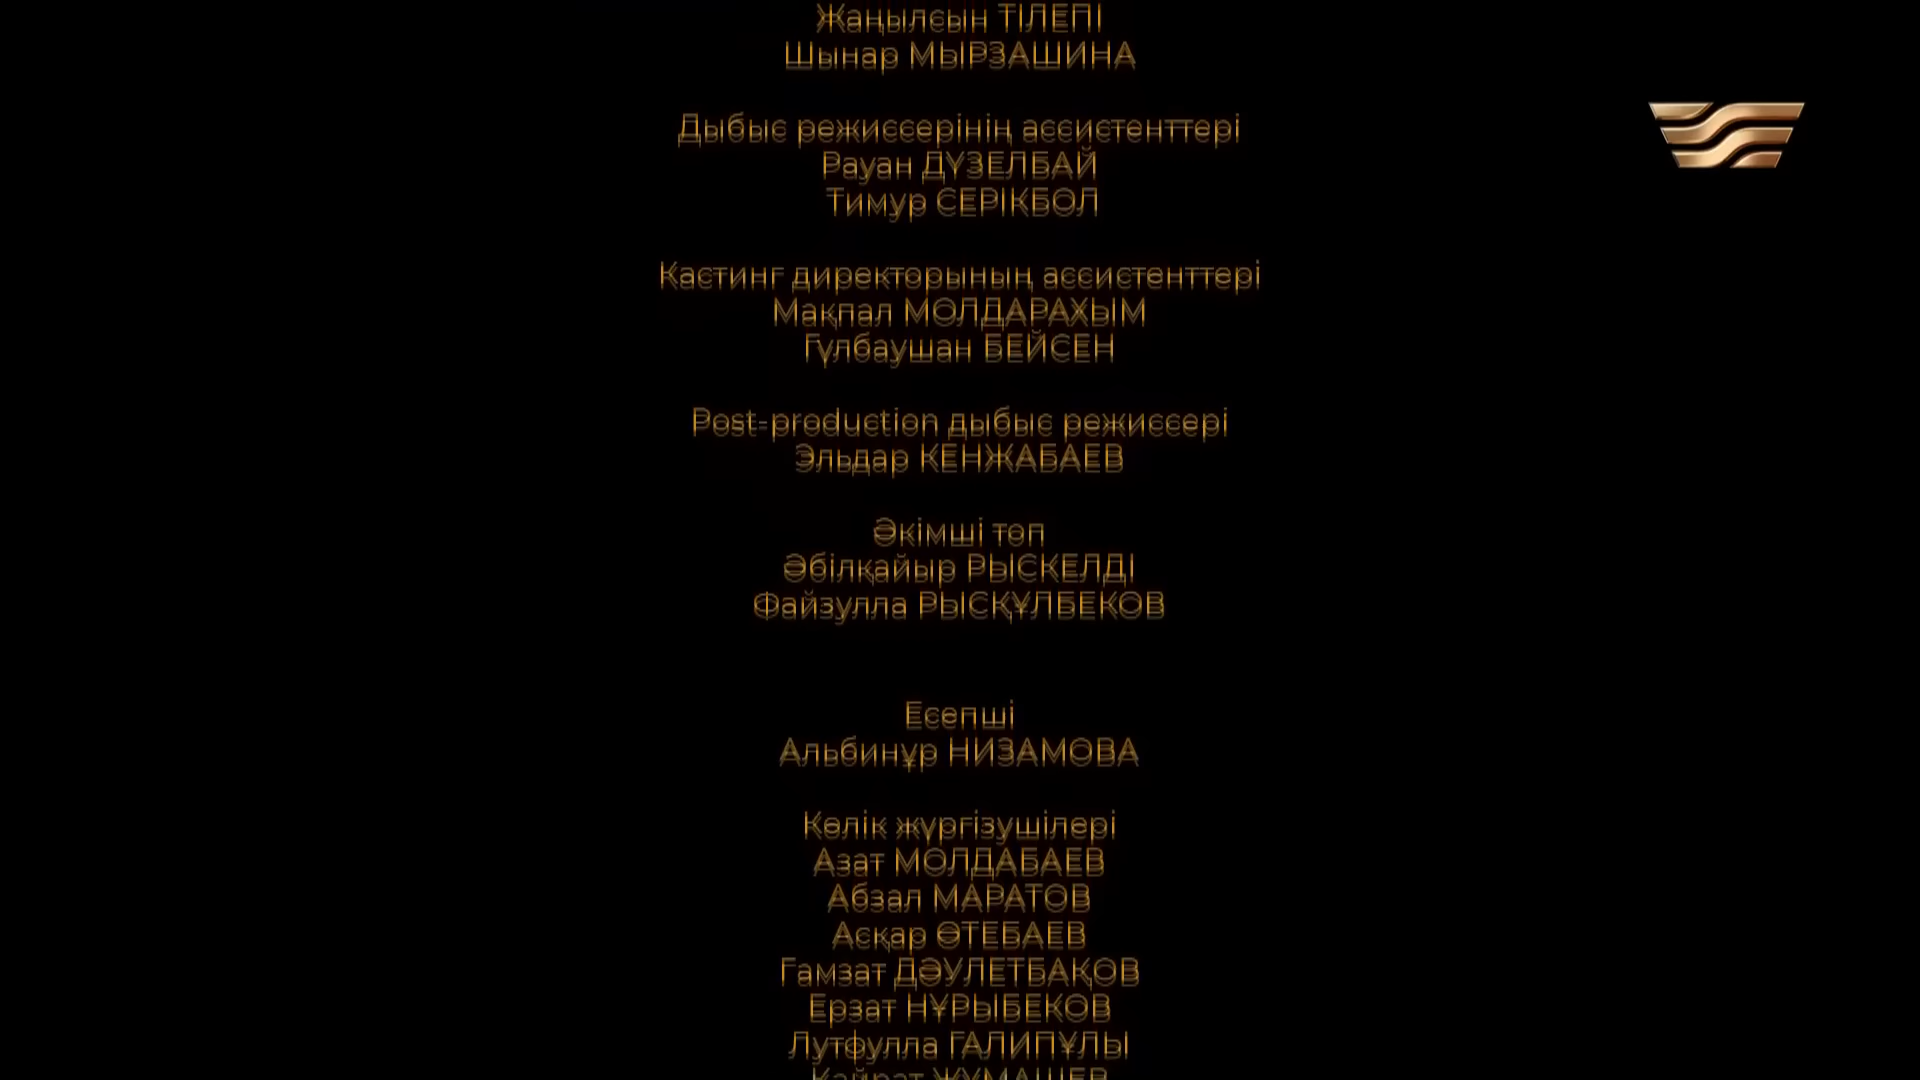 Жаңылсын ТІЛЕПІ
Шынар МЫРЗАШИНА
Дыбыс режиссерінің ассистенттері
Рауан ДҮЗЕЛБАЙ
Тимур СЕРІКБОЛ
Кастинг директорының ассистенттері
Мақпал МОЛДАРАХЫМ
Гүлбаушан БЕЙСЕН
Post-production дыбыс режиссері
Эльдар КЕНЖАБАЕВ
Әкімші топ
Әбілқайыр РЫСКЕЛДІ
Файзулла РЫСҚҰЛБЕКОВ
Есепші
Альбинұр НИЗАМОВА
Көлік жүргізушілері
Азат МОЛДАБАЕВ
Абзал МАРАТОВ
Асқар ӨТЕБАЕВ
Гамзат ДӘУЛЕТБАҚОВ
Ерзат НҰРЫБЕКОВ
Лутфулла ҒАЛИПҰЛЫ